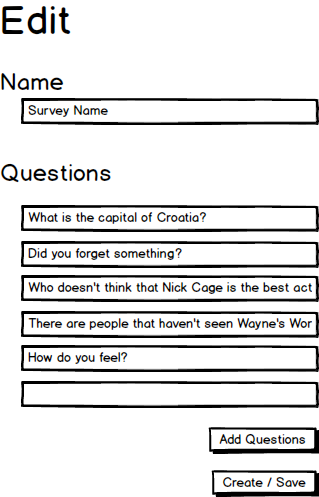 Edit
Name
Survey Name
Questions
What is the capital of Croatia?
Did you forget something?
Who doesn't think that Nick Cage is the best act
There are people that haven't seen Wayne's Wor
How do you feel?
Add Questions
Create / Save